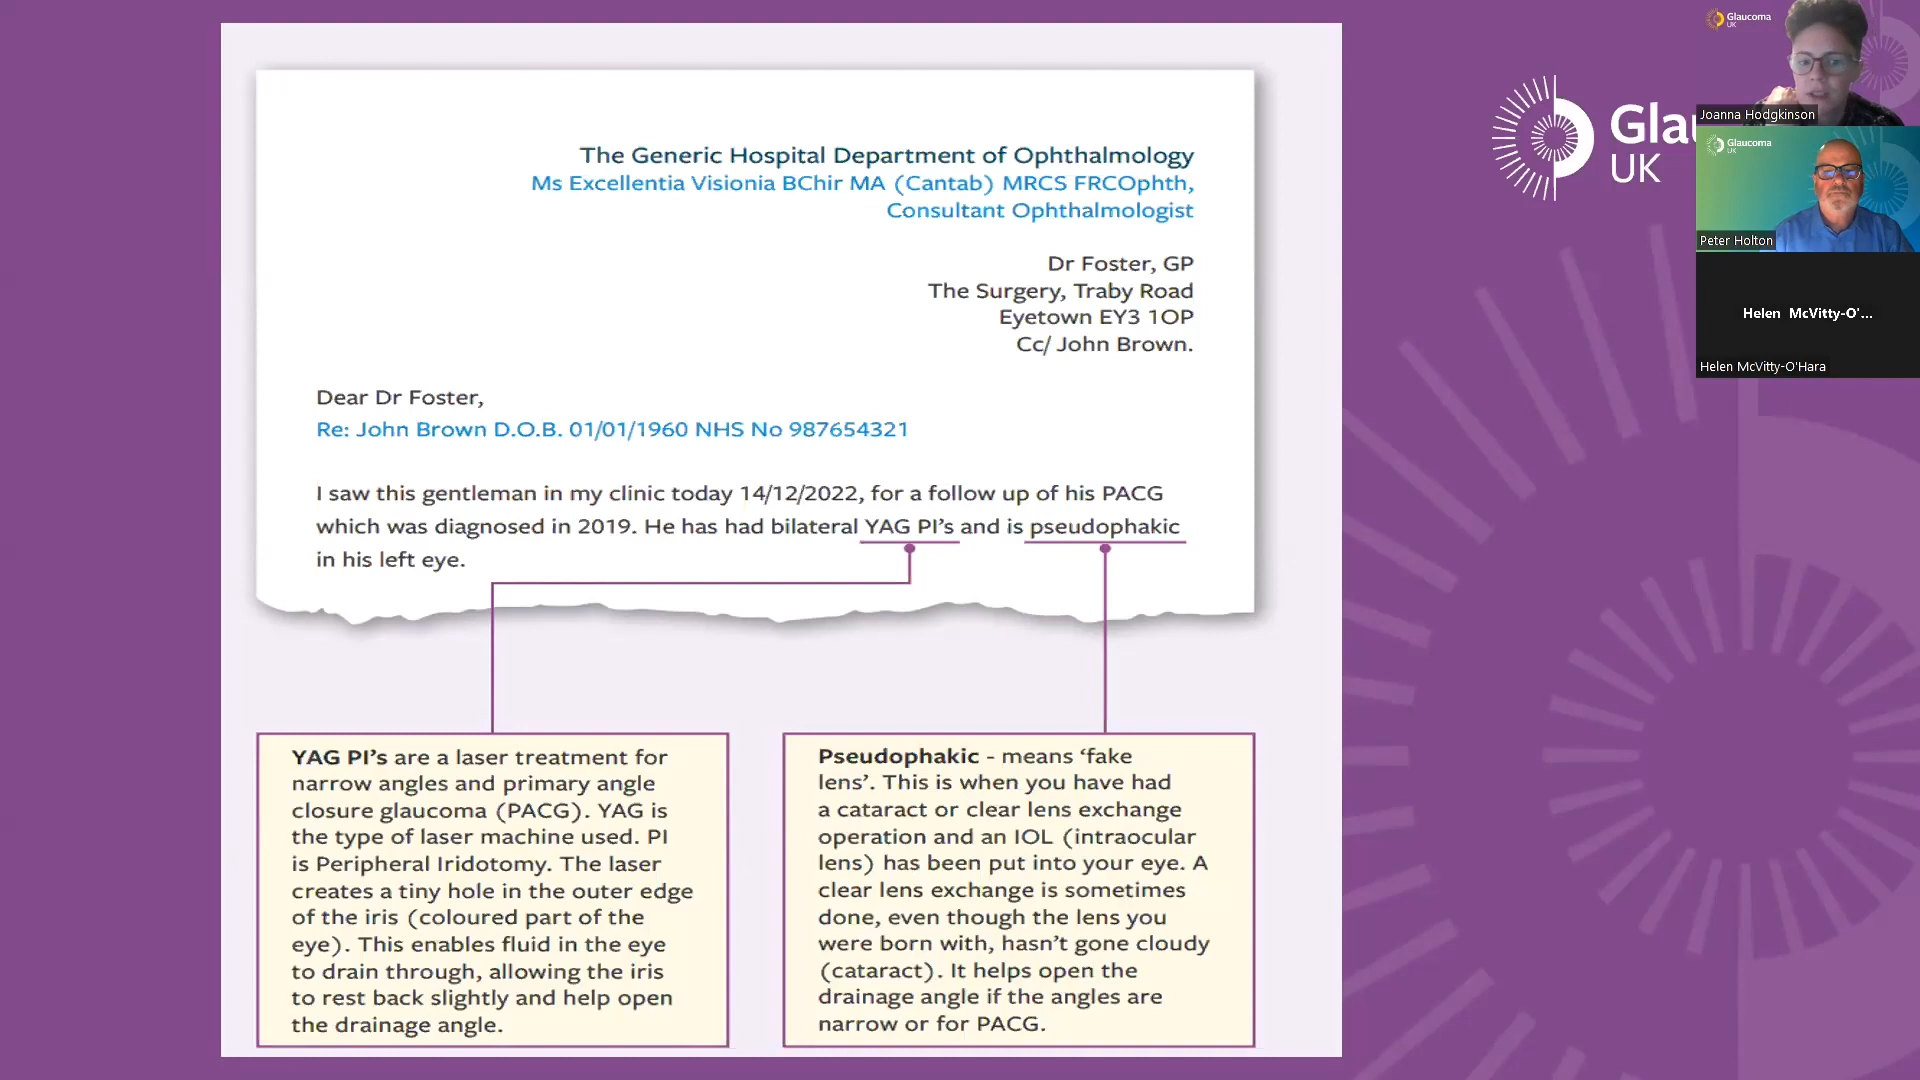 The Generic Hospital Department of Ophthalmology
Ms Excellentia Visionia BChir MA (Cantab) MRCS FRCOphth,
Consultant Ophthalmologist
Dr Foster, GP
The Surgery, Traby Road
Eyetown EY3 1OP
Cc/ John Brown.
Dear Dr Foster,
Re: John Brown D.O.B. 01/01/1960 NHS No 987654321
I saw this gentleman in my clinic today 14/12/2022, for a follow up of his PACG
which was diagnosed in 2019. He has had bilateral YAG PI’s and is pseudophakic
in his left eye.
YAG PI’s are a laser treatment for
narrow angles and primary angle
closure glaucoma (PACG). YAG is
the type of laser machine used. PI
is Peripheral Iridotomy. The laser
creates a tiny hole in the outer edge
of the iris (coloured part of the
eye). This enables fluid in the eye
to drain through, allowing the iris
to rest back slightly and help open
the drainage angle.
Pseudophakic - means ‘fake
lens’. This is when you have had
a cataract or clear lens exchange
operation and an IOL (intraocular
lens) has been put into your eye. A
clear lens exchange is sometimes
done, even though the lens you
were born with, hasn’t gone cloudy
(cataract). It helps open the
drainage angle if the angles are
narrow or for PACG.
Gla
UK
Glaucoma
UK
Joanna Hodgkinson
Glaucoma
UK
Peter Holton
Helen McVitty-O'...
Helen McVitty-O'Hara